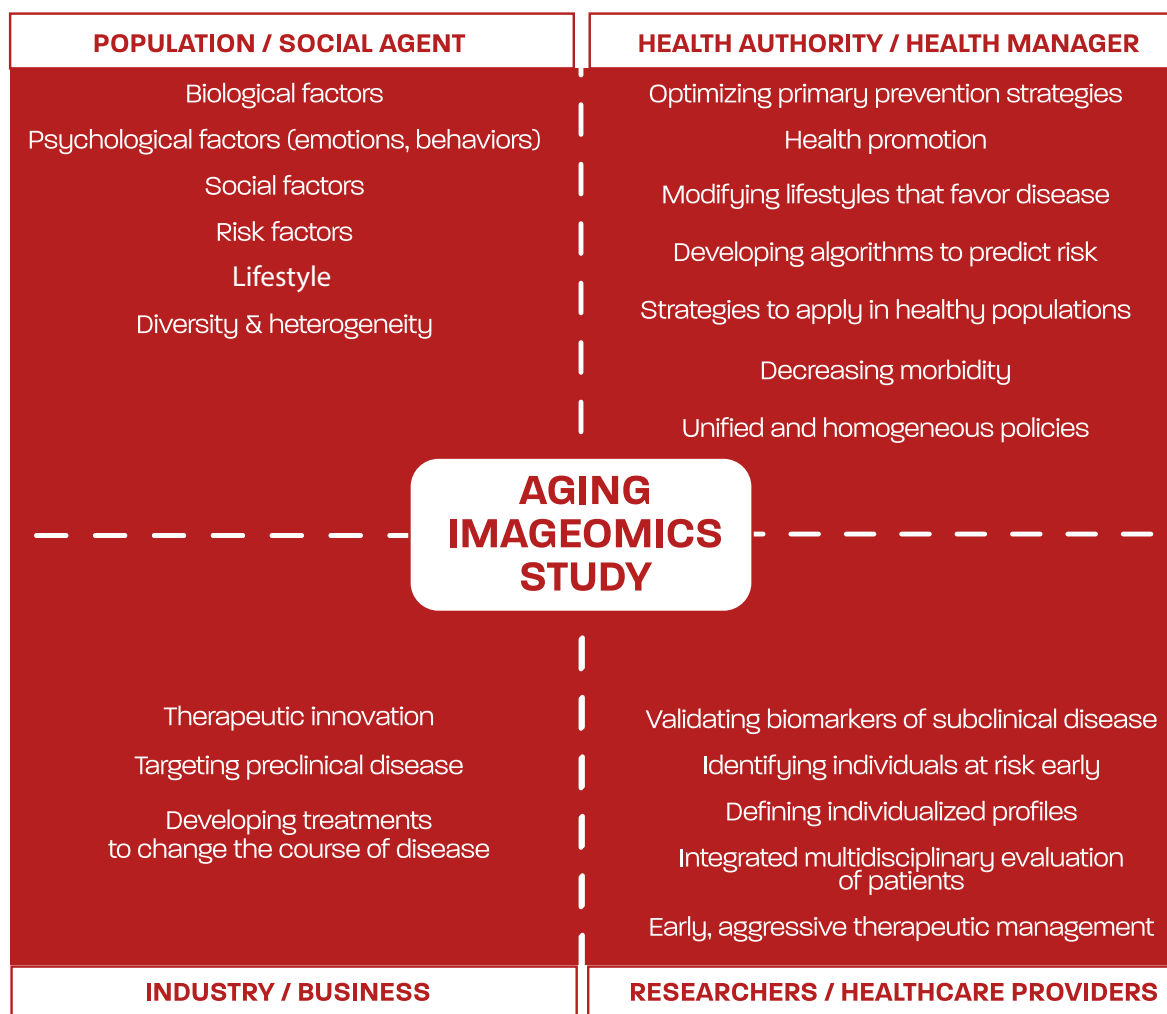 POPULATION / SOCIAL AGENT
Biological factors
Psychological factors (emotions, behaviors)
Social factors
Risk factors
Lifestyle
Diversity & heterogeneity
HEALTH AUTHORITY / HEALTH MANAGER
Optimizing primary prevention strategies
Health promotion
Modifying lifestyles that favor disease
Developing algorithms to predict risk
Strategies to apply in healthy populations
Decreasing morbidity
Unified and homogeneous policies
AGING
IMAGEOMICS
STUDY
Therapeutic innovation
Targeting preclinical disease
Developing treatments
to change the course of disease
INDUSTRY / BUSINESS
Validating biomarkers of subclinical disease
Identifying individuals at risk early
Defining individualized profiles
Integrated multidisciplinary evaluation
of patients
Early, aggressive therapeutic management
RESEARCHERS / HEALTHCARE PROVIDERS